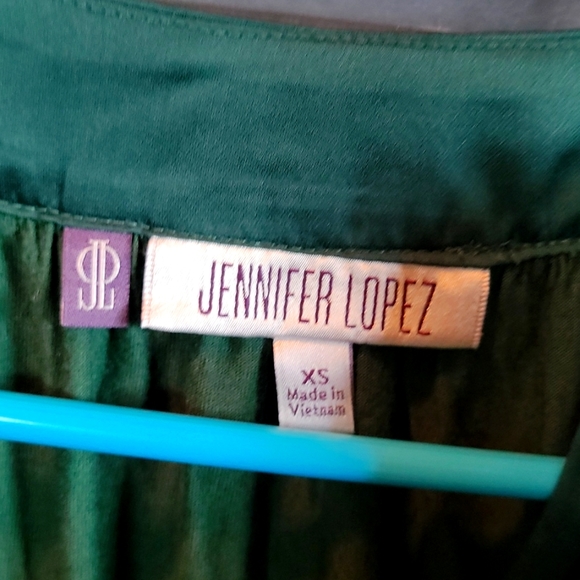 JL
JENNIFER LOPEZ
XS
Made in
Vietnam